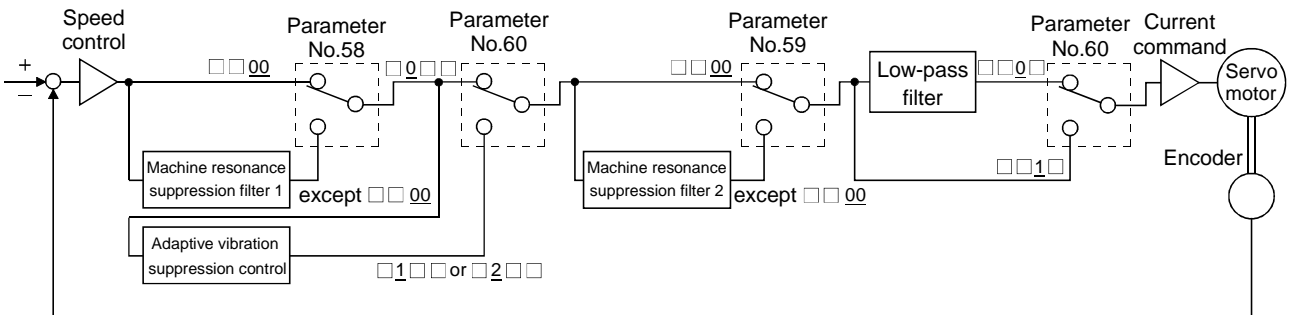 Speed
control
Parameter
No.58
Parameter
No.60
Parameter
No.59
Parameter
No.60
Current
command
+
−
□□00
□0□□
□□00
Low-pass
filter
□□0□
Servo
motor
Machine resonance
suppression filter 1
except □□00
Machine resonance
suppression filter 2
except □□00
□□1□
Encoder
Adaptive vibration
suppression control
□1□□ or □2□□